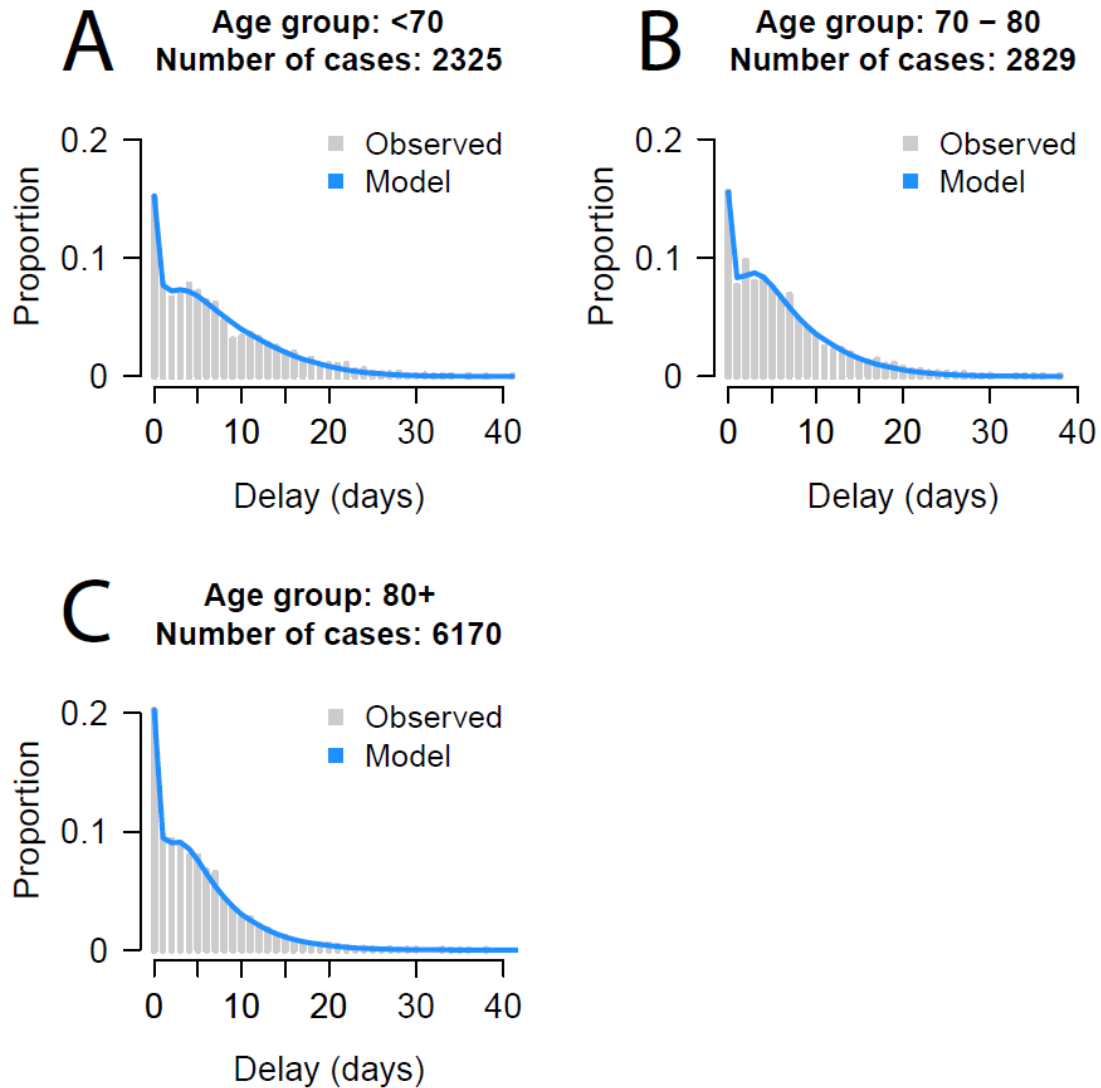 A
Age group: <70
Number of cases: 2325
Observed
Model
Proportion
0.2
0.1
0
0 10 20 30 40
Delay (days)
B
Age group: 70 − 80
Number of cases: 2829
Observed
Model
Proportion
0.2
0.1
0
0 10 20 30 40
Delay (days)
C
Age group: 80+
Number of cases: 6170
Observed
Model
Proportion
0.2
0.1
0
0 10 20 30 40
Delay (days)